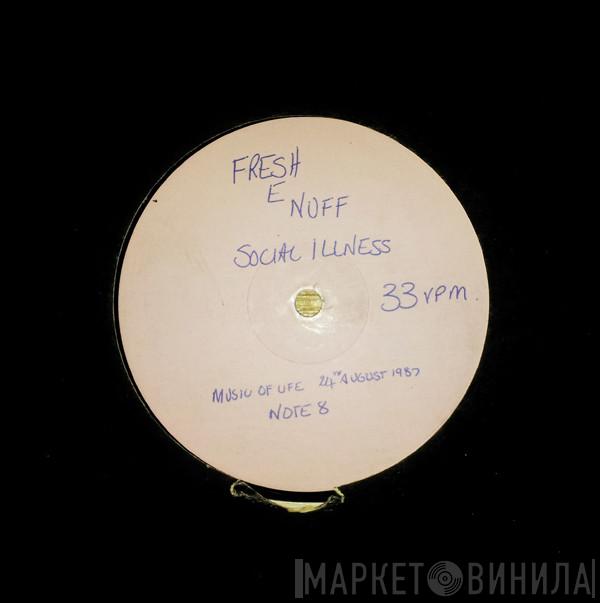 FRESH
E
NUFF
SOCIAL ILLNESS
33 rpm.
MUSIC OF LIFE 24TH AUGUST 1987
NOTE 8
МАРКЕТ ВИНИЛА